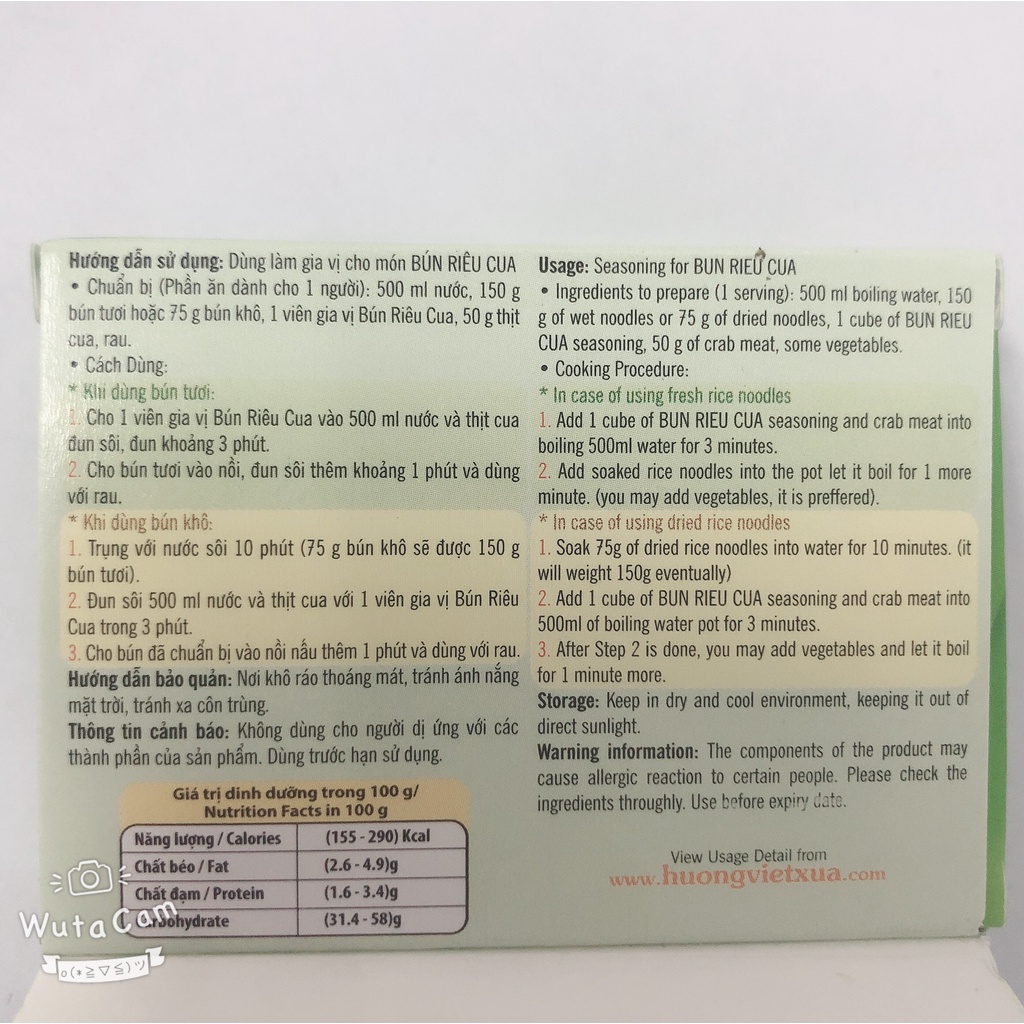 Hướng dẫn sử dụng: Dùng làm gia vị cho món BÚN RIÊU CUA
• Chuẩn bị (Phần ăn dành cho 1 người): 500 ml nước, 150 g
bún tươi hoặc 75 g bún khô, 1 viên gia vị Bún Riêu Cua, 50 g thịt
cua, rau.
• Cách Dùng:
* Khi dùng bún tươi:
1. Cho 1 viên gia vị Bún Riêu Cua vào 500 ml nước và thịt cua
đun sôi, đun khoảng 3 phút.
2. Cho bún tươi vào nồi, đun sôi thêm khoảng 1 phút và dùng
với rau.
* Khi dùng bún khô:
1. Trụng với nước sôi 10 phút (75 g bún khô sẽ được 150 g
bún tươi).
2. Đun sôi 500 ml nước và thịt cua với 1 viên gia vị Bún Riêu
Cua trong 3 phút.
3. Cho bún đã chuẩn bị vào nồi nấu thêm 1 phút và dùng với rau.
Hướng dẫn bảo quản: Nơi khô ráo thoáng mát, tránh ánh nắng
mặt trời, tránh xa côn trùng.
Thông tin cảnh báo: Không dùng cho người dị ứng với các
thành phần của sản phẩm. Dùng trước hạn sử dụng.
Giá trị dinh dưỡng trong 100 g/
Nutrition Facts in 100 g
Năng lượng / Calories (155 - 290) Kcal
Chất béo / Fat (2.6 - 4.9)g
Chất đạm / Protein (1.6 - 3.4)g
Carbohydrate (31.4 - 58)g
Usage: Seasoning for BUN RIEU CUA
• Ingredients to prepare (1 serving): 500 ml boiling water, 150
g of wet noodles or 75 g of dried noodles, 1 cube of BUN RIEU
CUA seasoning, 50 g of crab meat, some vegetables.
• Cooking Procedure:
* In case of using fresh rice noodles
1. Add 1 cube of BUN RIEU CUA seasoning and crab meat into
boiling 500ml water for 3 minutes.
2. Add soaked rice noodles into the pot let it boil for 1 more
minute. (you may add vegetables, it is preffered).
* In case of using dried rice noodles
1. Soak 75g of dried rice noodles into water for 10 minutes. (it
will weight 150g eventually)
2. Add 1 cube of BUN RIEU CUA seasoning and crab meat into
500ml of boiling water pot for 3 minutes.
3. After Step 2 is done, you may add vegetables and let it boil
for 1 minute more.
Storage: Keep in dry and cool environment, keeping it out of
direct sunlight.
Warning information: The components of the product may
cause allergic reaction to certain people. Please check the
ingredients throughly. Use before expiry date.
View Usage Detail from
www.huongvietxua.com
Wuta Cam
o(*≧▽≦)ツ